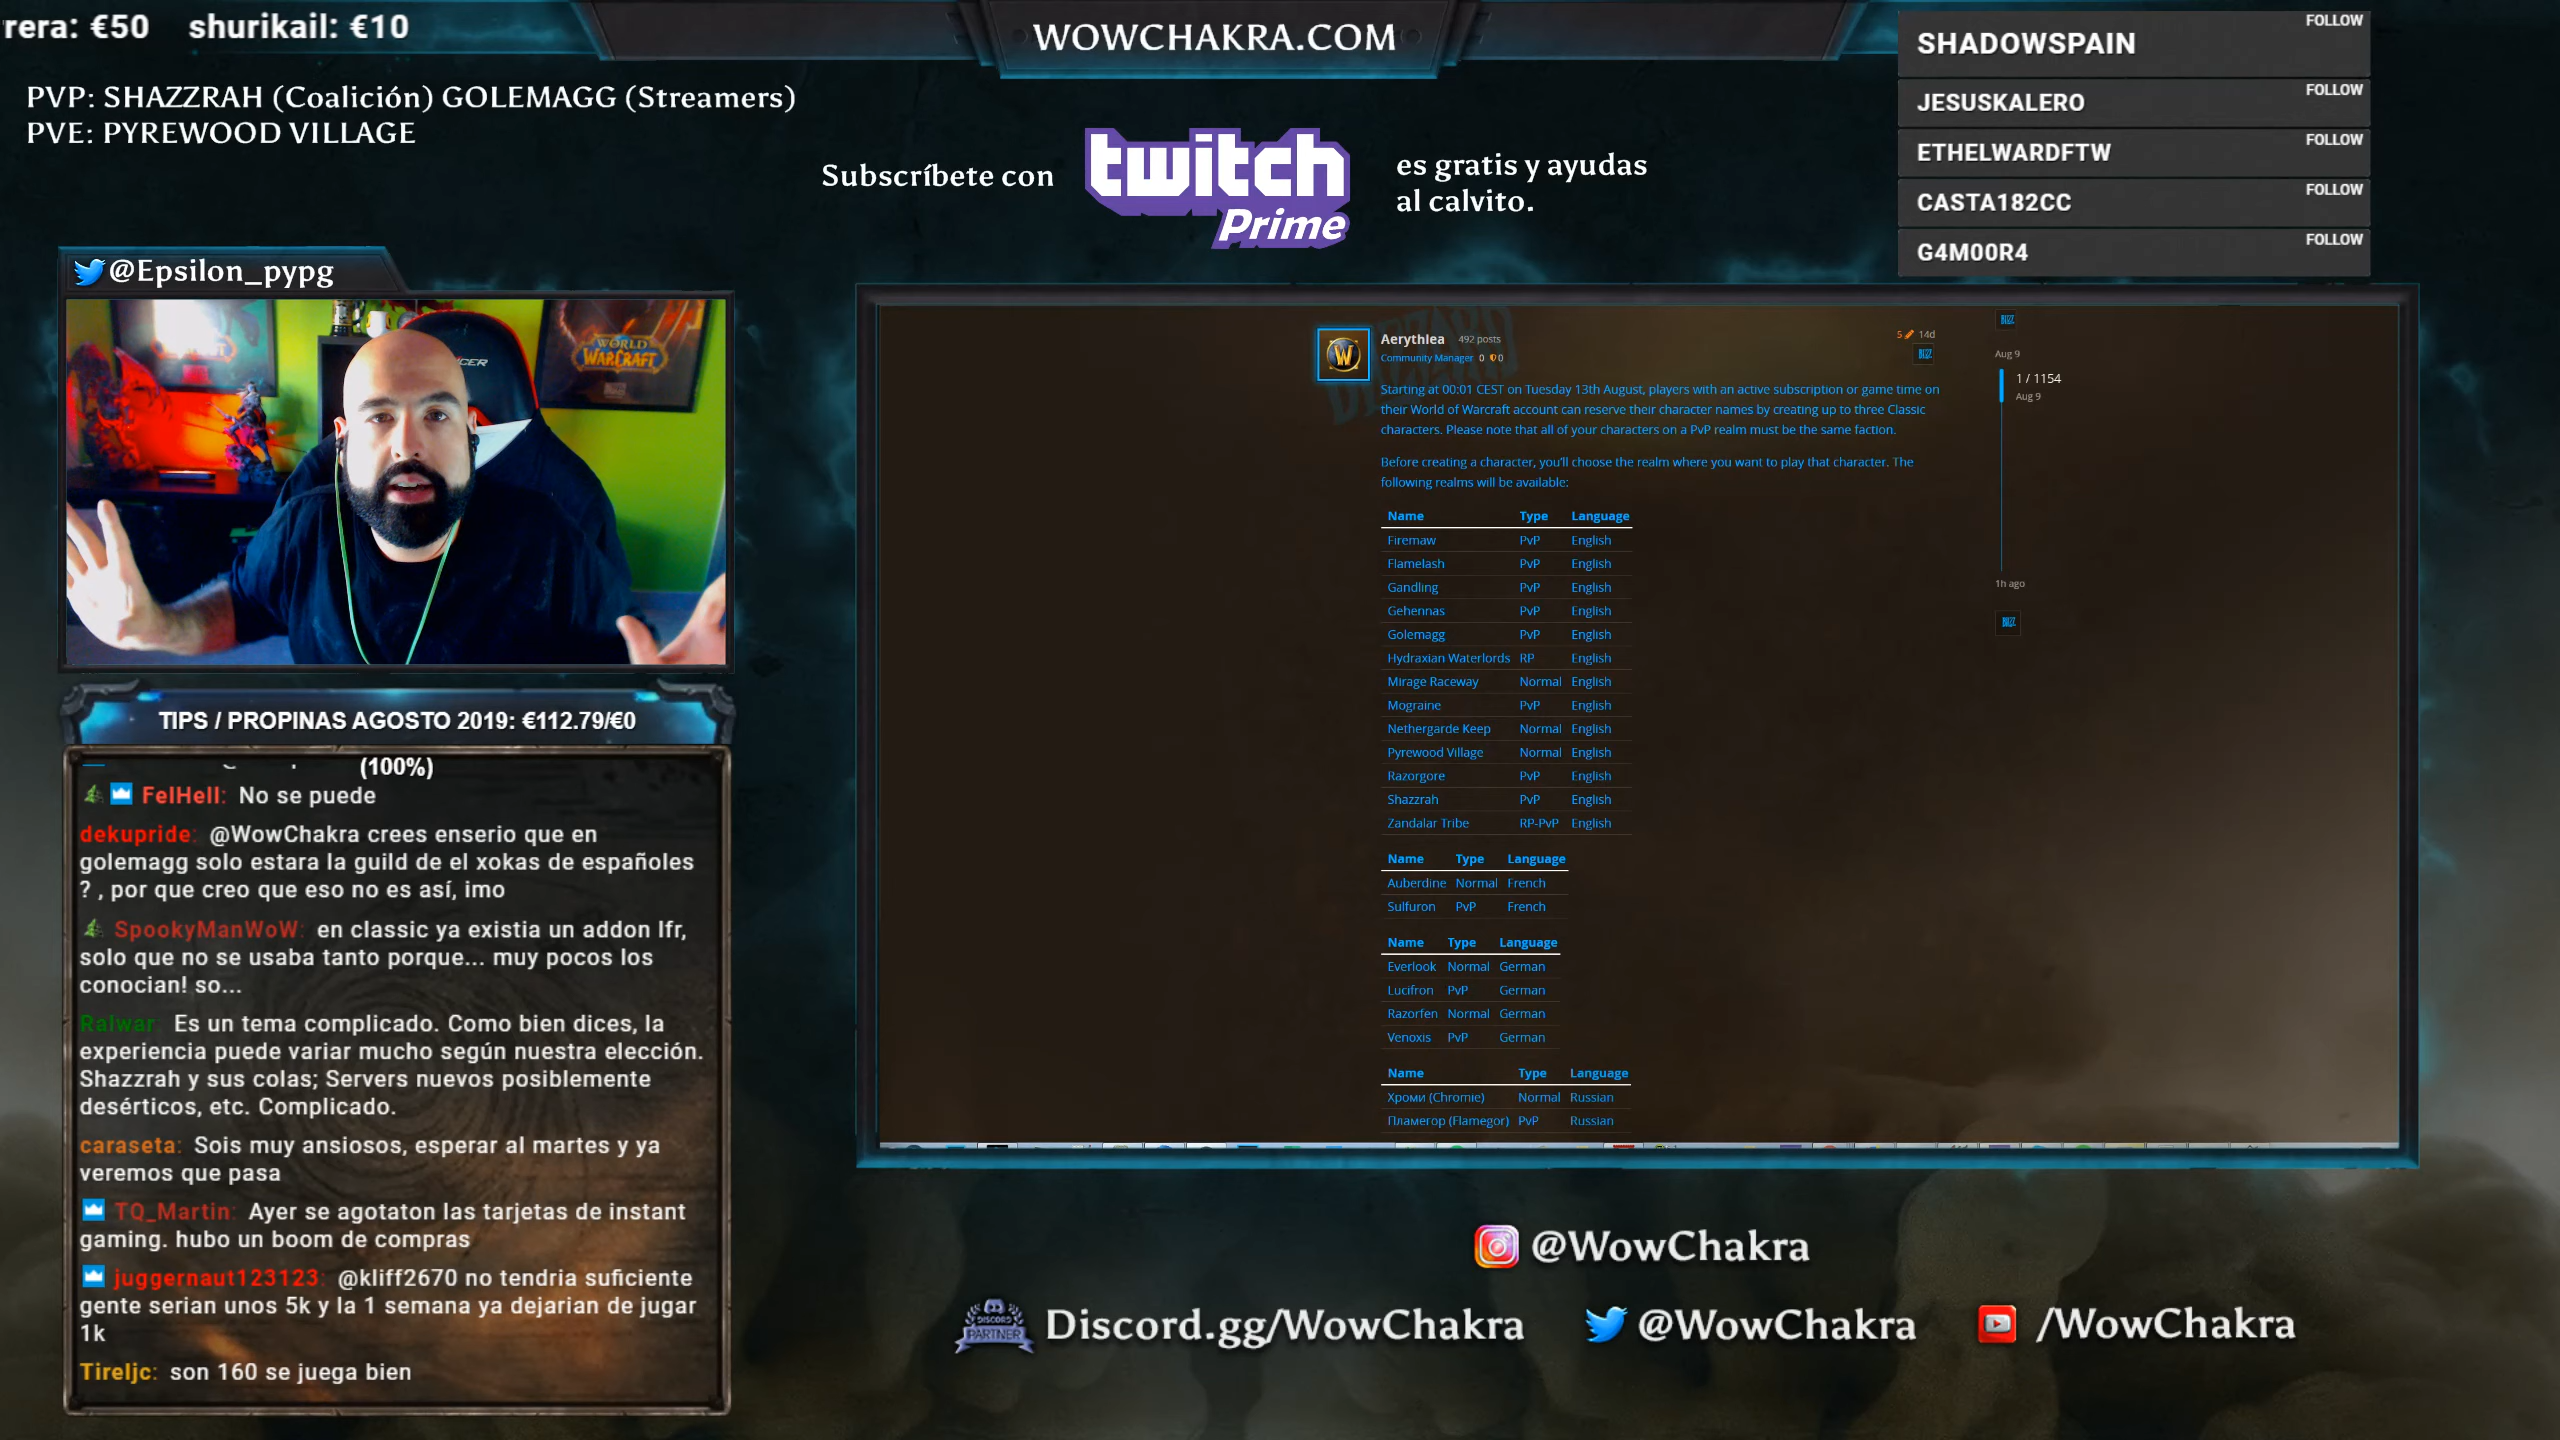 rera: €50 shurikail: €10
WOWCHAKRA.COM
PVP: SHAZZRAH (Coalición) GOLEMAGG (Streamers)
PVE: PYREWOOD VILLAGE
Subscríbete con
twitch
Prime
es gratis y ayudas
al calvito.
FOLLOW
SHADOWSPAIN
FOLLOW
JESUSKALERO
FOLLOW
ETHELWARDFTW
FOLLOW
CASTA182CC
FOLLOW
G4M00R4
@Epsilon_pypg
WORLD
WARCRAFT
TIPS / PROPINAS AGOSTO 2019: €112.79/€0
(100%)
FelHell: No se puede
dekupride: @WowChakra crees enserio que en
golemagg solo estara la guild de el xokas de españoles
? , por que creo que eso no es así, imo
SpookyManWoW: en classic ya existia un addon lfr,
solo que no se usaba tanto porque... muy pocos los
conocian! so...
Ralwar: Es un tema complicado. Como bien dices, la
experiencia puede variar mucho según nuestra elección.
Shazzrah y sus colas; Servers nuevos posiblemente
desérticos, etc. Complicado.
caraseta: Sois muy ansiosos, esperar al martes y ya
veremos que pasa
TQ_Martin: Ayer se agotaton las tarjetas de instant
gaming. hubo un boom de compras
juggernaut123123: @kliff2670 no tendria suficiente
gente serian unos 5k y la 1 semana ya dejarian de jugar
1k
Tireljc: son 160 se juega bien
Aerythlea 492 posts
Community Manager 0 0
5 14d
BLIZZ
Starting at 00:01 CEST on Tuesday 13th August, players with an active subscription or game time on
their World of Warcraft account can reserve their character names by creating up to three Classic
characters. Please note that all of your characters on a PvP realm must be the same faction.
Before creating a character, you'll choose the realm where you want to play that character. The
following realms will be available:
Name Type Language
Firemaw PvP English
Flamelash PvP English
Gandling PvP English
Gehennas PvP English
Golemagg PvP English
Hydraxian Waterlords RP English
Mirage Raceway Normal English
Mograine PvP English
Nethergarde Keep Normal English
Pyrewood Village Normal English
Razorgore PvP English
Shazzrah PvP English
Zandalar Tribe RP-PvP English
Name Type Language
Auberdine Normal French
Sulfuron PvP French
Name Type Language
Everlook Normal German
Lucifron PvP German
Razorfen Normal German
Venoxis PvP German
Name Type Language
Хроми (Chromie) Normal Russian
Пламегор (Flamegor) PvP Russian
BLIZZ
Aug 9
1 / 1154
Aug 9
1h ago
BLIZZ
@WowChakra
DISCORD
PARTNER
Discord.gg/WowChakra
@WowChakra
/WowChakra